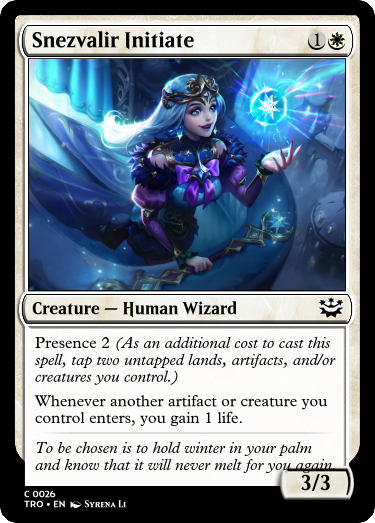 Snezvalir Initiate 1
Creature — Human Wizard
Presence 2 (As an additional cost to cast this
spell, tap two untapped lands, artifacts, and/or
creatures you control.)
Whenever another artifact or creature you
control enters, you gain 1 life.
To be chosen is to hold winter in your palm
and know that it will never melt for you again.
3/3
C 0026
TRO • EN Syrena Li